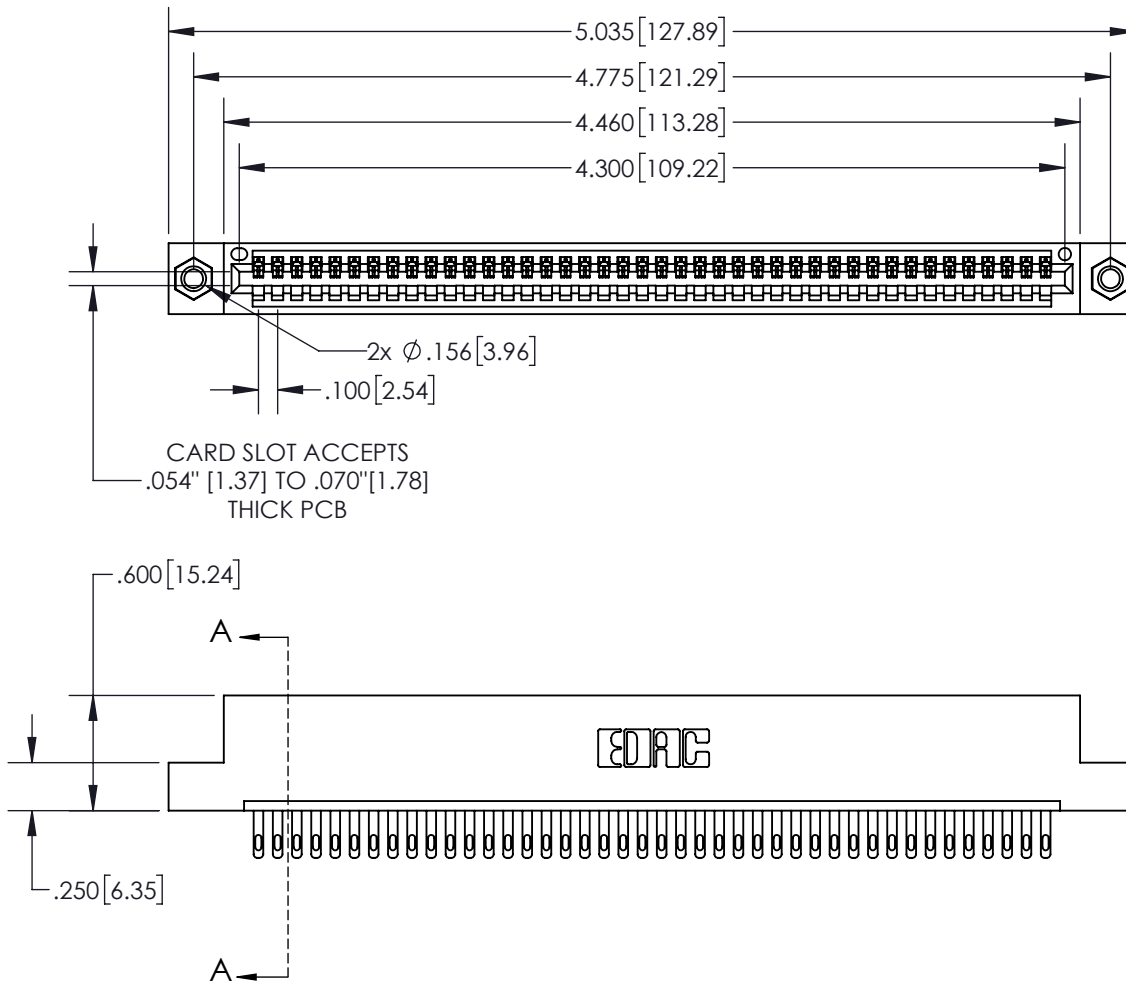 5.035[127.89]
4.775[121.29]
4.460[113.28]
4.300[109.22]
2x Ø .156[3.96]
.100[2.54]
CARD SLOT ACCEPTS
.054" [1.37] TO .070"[1.78]
THICK PCB
.600[15.24]
A
EDAC
.250[6.35]
A